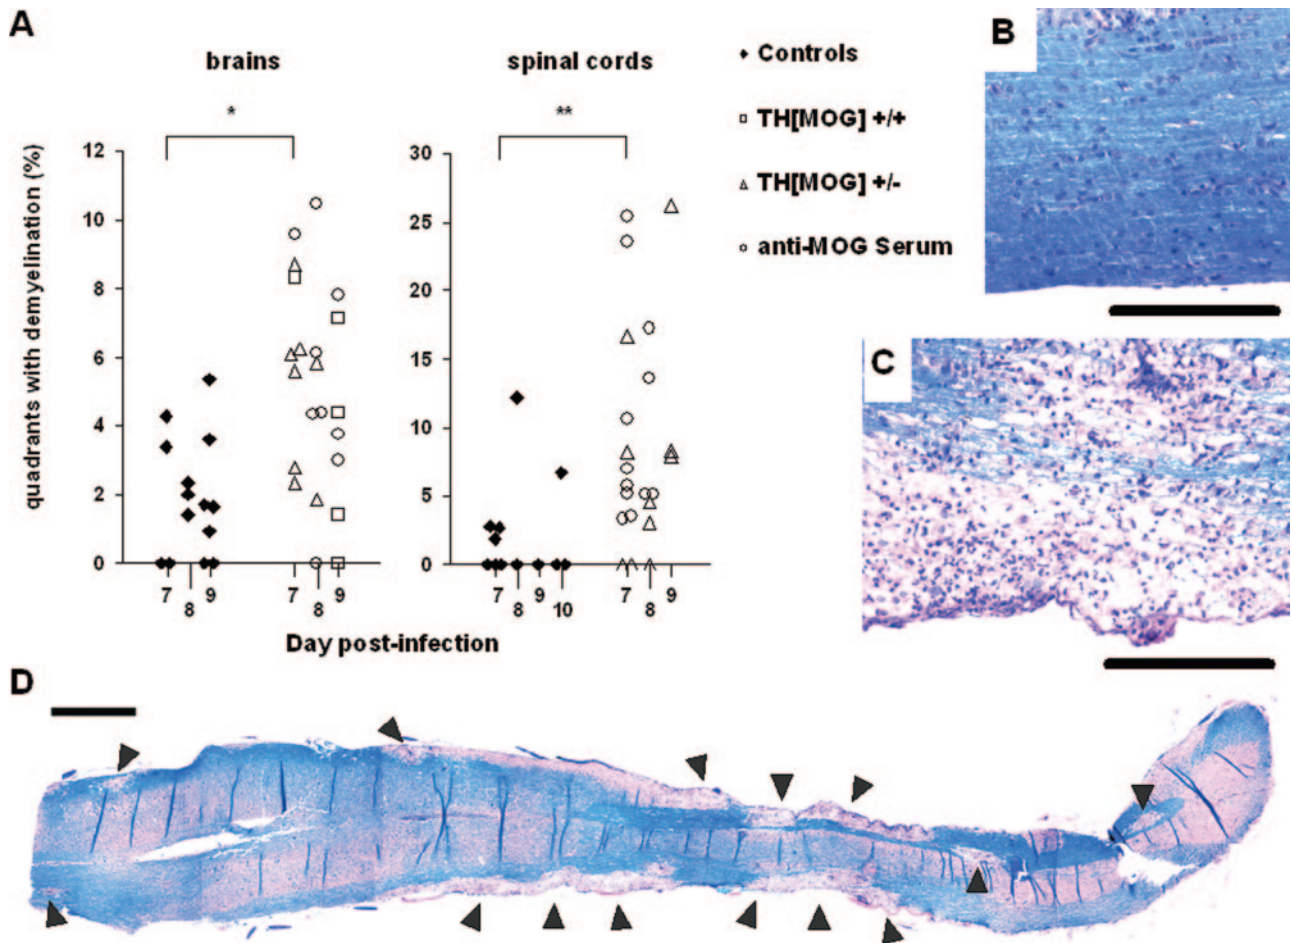 A
brains
spinal cords
* **
quadrants with demyelination (%)
12
10
8
6
4
2
0
7 8 9 7 8 9
30
25
20
15
10
5
0
7 8 9 10 7 8 9
Day post-infection
Controls
TH[MOG] +/+
TH[MOG] +/-
anti-MOG Serum
B
C
D